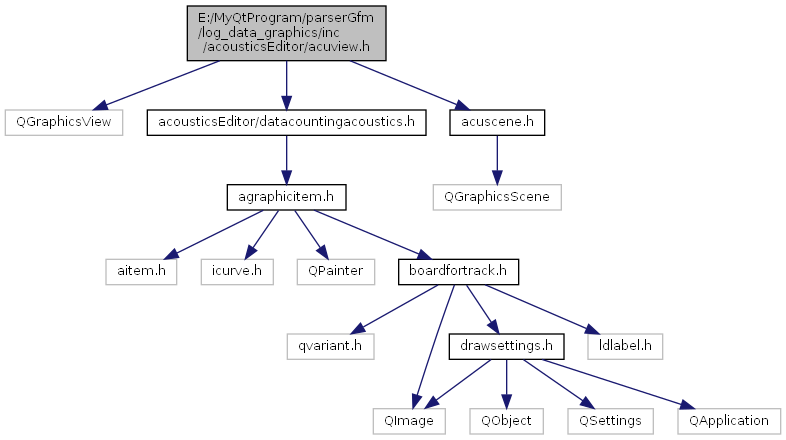 E:/MyQtProgram/parserGfm
/log_data_graphics/inc
/acousticsEditor/acuview.h
QGraphicsView
acousticsEditor/datacountingacoustics.h
acuscene.h
agraphicitem.h
QGraphicsScene
aitem.h
icurve.h
QPainter
boardfortrack.h
qvariant.h
drawsettings.h
ldlabel.h
QImage
QObject
QSettings
QApplication